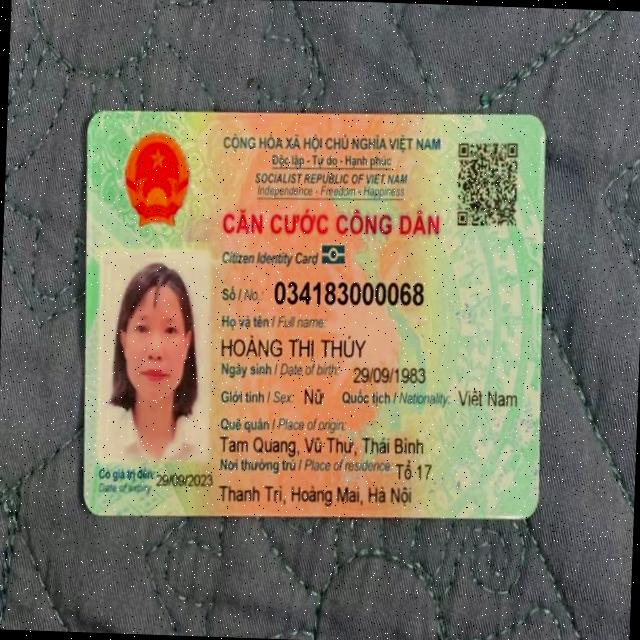 CỘNG HÒA XÃ HỘI CHỦ NGHĨA VIỆT NAM
Độc lập - Tự do - Hạnh phúc
SOCIALIST REPUBLIC OF VIET NAM
Independence - Freedom - Happiness
CĂN CƯỚC CÔNG DÂN
Citizen Identity Card
Số / No.: 034183000068
Họ và tên / Full name:
HOÀNG THỊ THÚY
Ngày sinh / Date of birth: 29/09/1983
Giới tính / Sex: Nữ Quốc tịch / Nationality: Việt Nam
Quê quán / Place of origin:
Tam Quang, Vũ Thư, Thái Bình
Nơi thường trú / Place of residence: Tổ 17
Thanh Trì, Hoàng Mai, Hà Nội
Có giá trị đến: 29/09/2023
Date of expiry